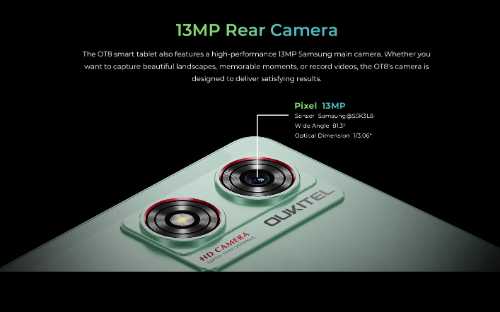 13MP Rear Camera
The OT8 smart tablet also features a high-performance 13MP Samsung main camera. Whether you
want to capture beautiful landscapes, memorable moments, or record videos, the OT8's camera is
designed to deliver satisfying results.
Pixel 13MP
Sensor Samsung@S5K3L6
Wide Angle 81.3°
Optical Dimension 1/3.06"
OUKITEL
HD CAMERA